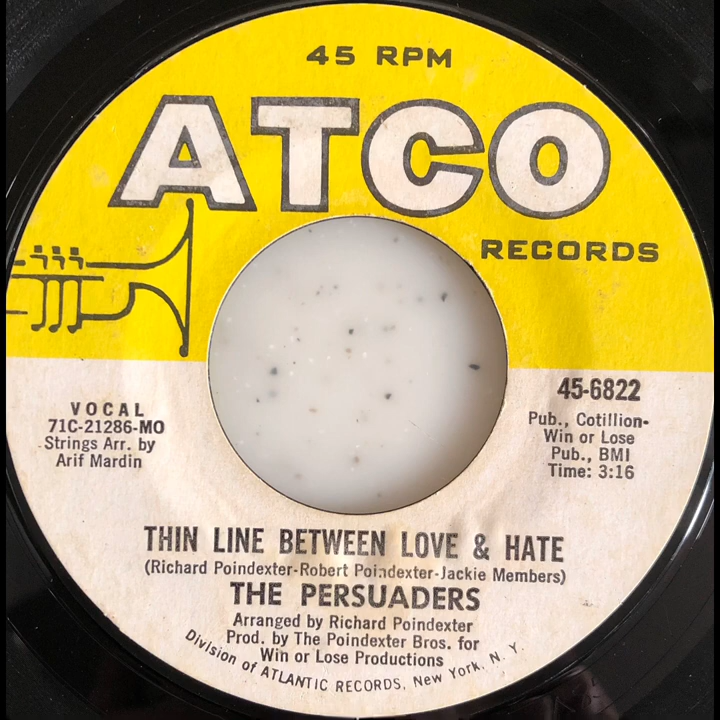 45 RPM
ATCO
RECORDS
VOCAL
71C-21286-MO
Strings Arr. by
Arif Mardin
45-6822
Pub., Cotillion-
Win or Lose
Pub., BMI
Time: 3:16
THIN LINE BETWEEN LOVE & HATE
(Richard Poindexter-Robert Poindexter-Jackie Members)
THE PERSUADERS
Arranged by Richard Poindexter
Prod. by The Poindexter Bros. for
Win or Lose Productions
Division of ATLANTIC RECORDS, New York, N. Y.